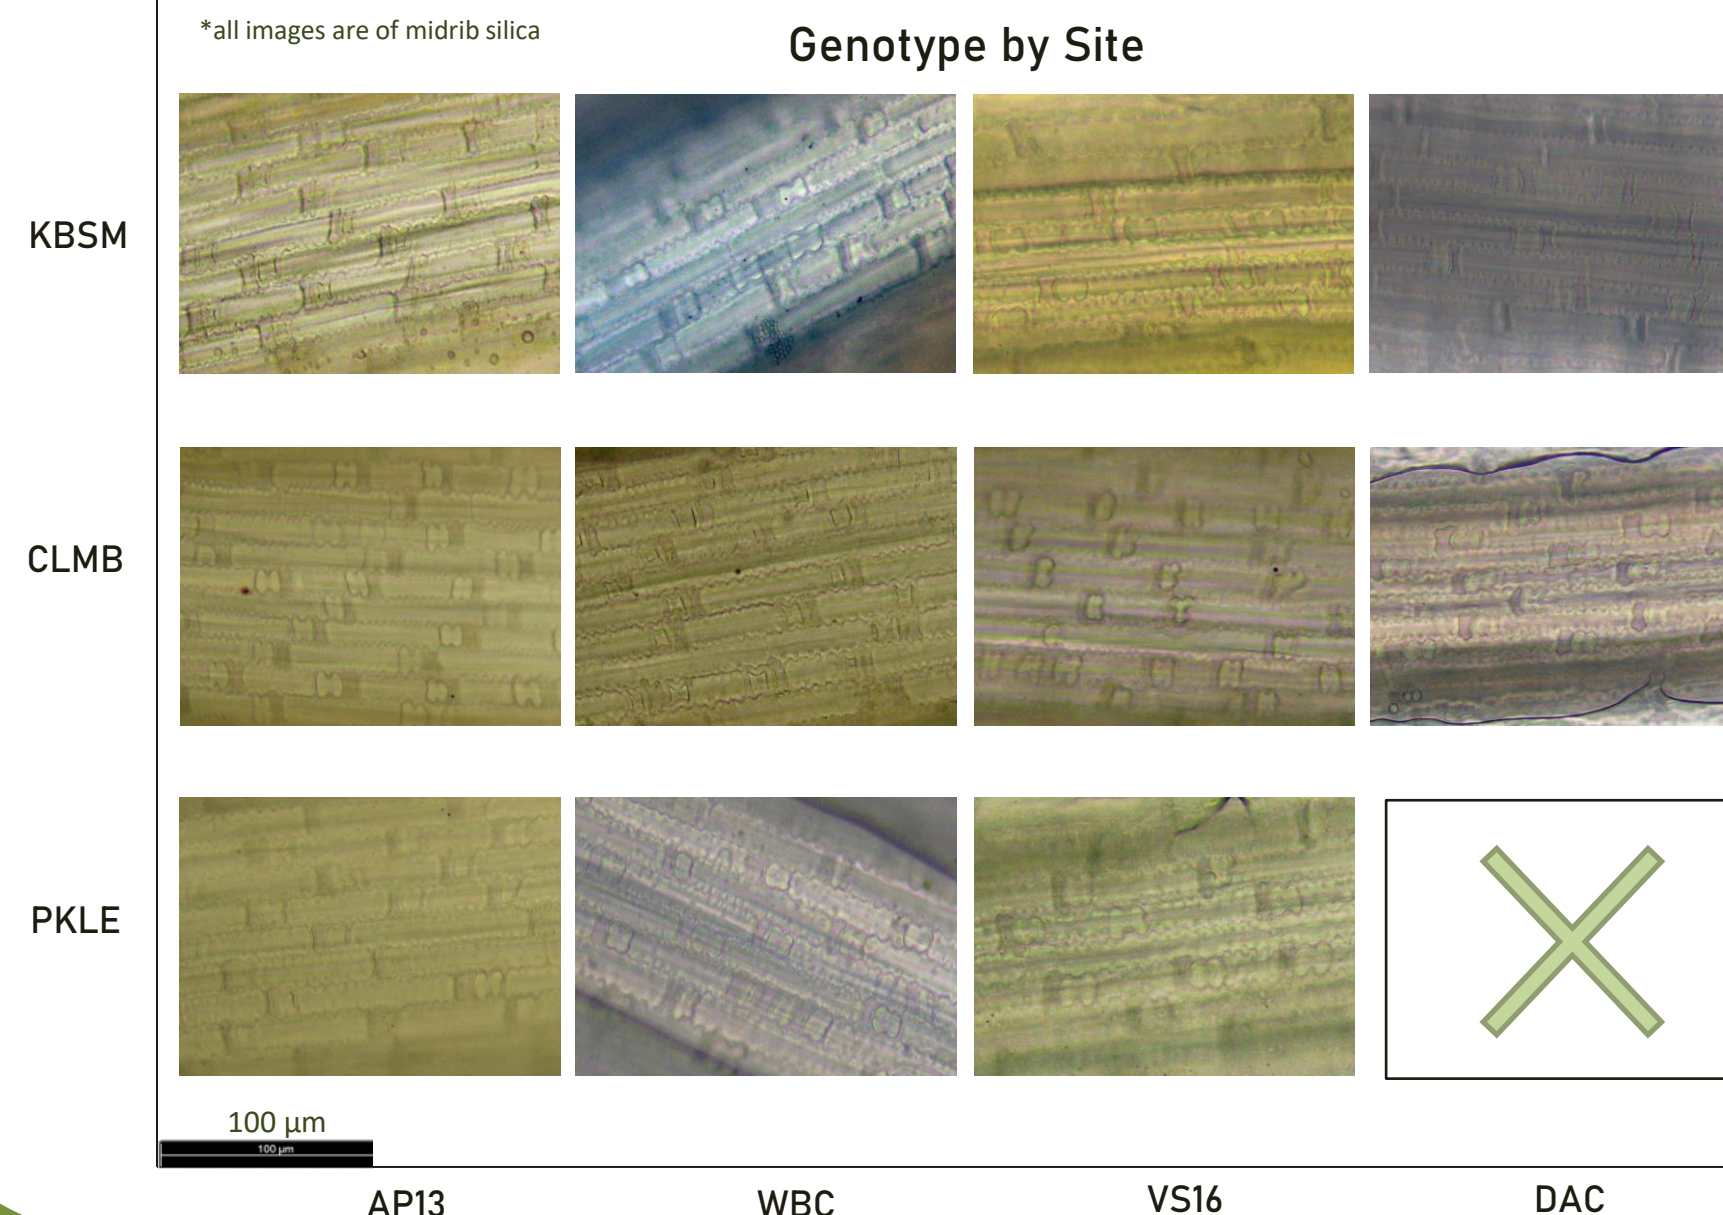 *all images are of midrib silica
Genotype by Site
KBSM
CLMB
PKLE
100 µm
100 µm
AP13
WBC
VS16
DAC